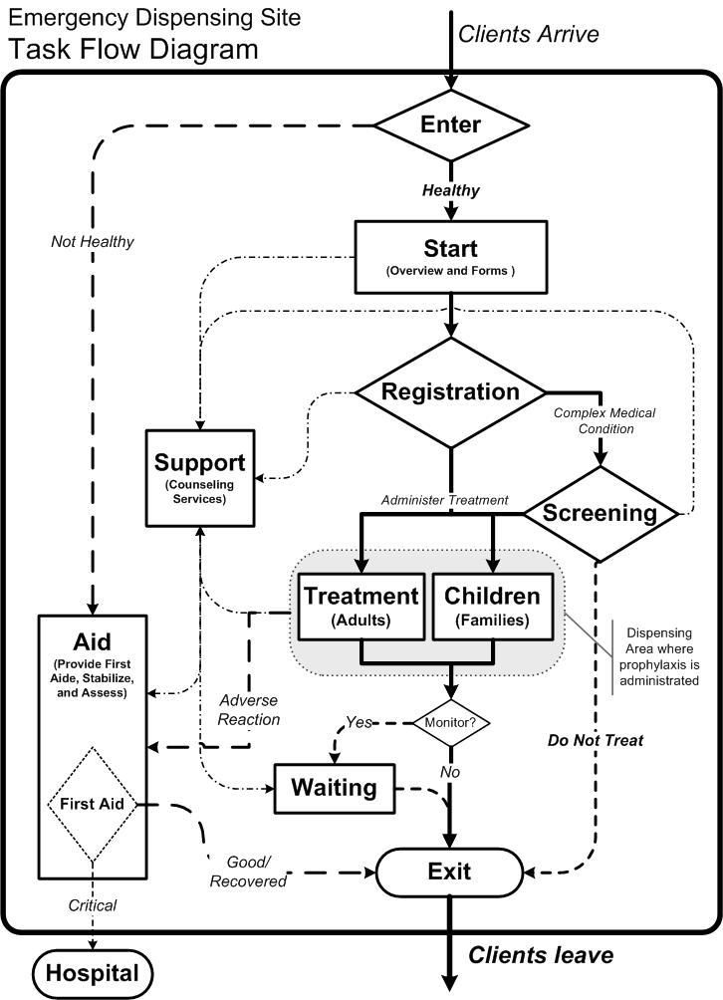 Emergency Dispensing Site
Task Flow Diagram
Clients Arrive
Enter
Healthy
Not Healthy
Start
(Overview and Forms )
Registration
Complex Medical
Condition
Support
(Counseling
Services)
Administer Treatment
Screening
Treatment
(Adults)
Children
(Families)
Dispensing
Area where
prophylaxis is
administrated
Aid
(Provide First
Aide, Stabilize,
and Assess)
Adverse
Reaction
Yes
Monitor?
Do Not Treat
No
Waiting
First Aid
Good/
Recovered
Exit
Critical
Clients leave
Hospital